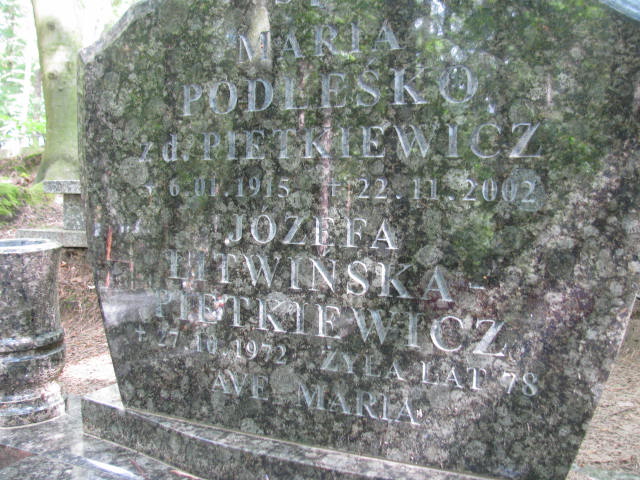 MARIA
PODLEŚKO
z d. PIETKIEWICZ
* 6.01.1915 + 22.11.2002
JÓZEFA
LITWIŃSKA-
PIETKIEWICZ
+ 27.10.1972 ŻYŁA LAT 78
AVE MARIA